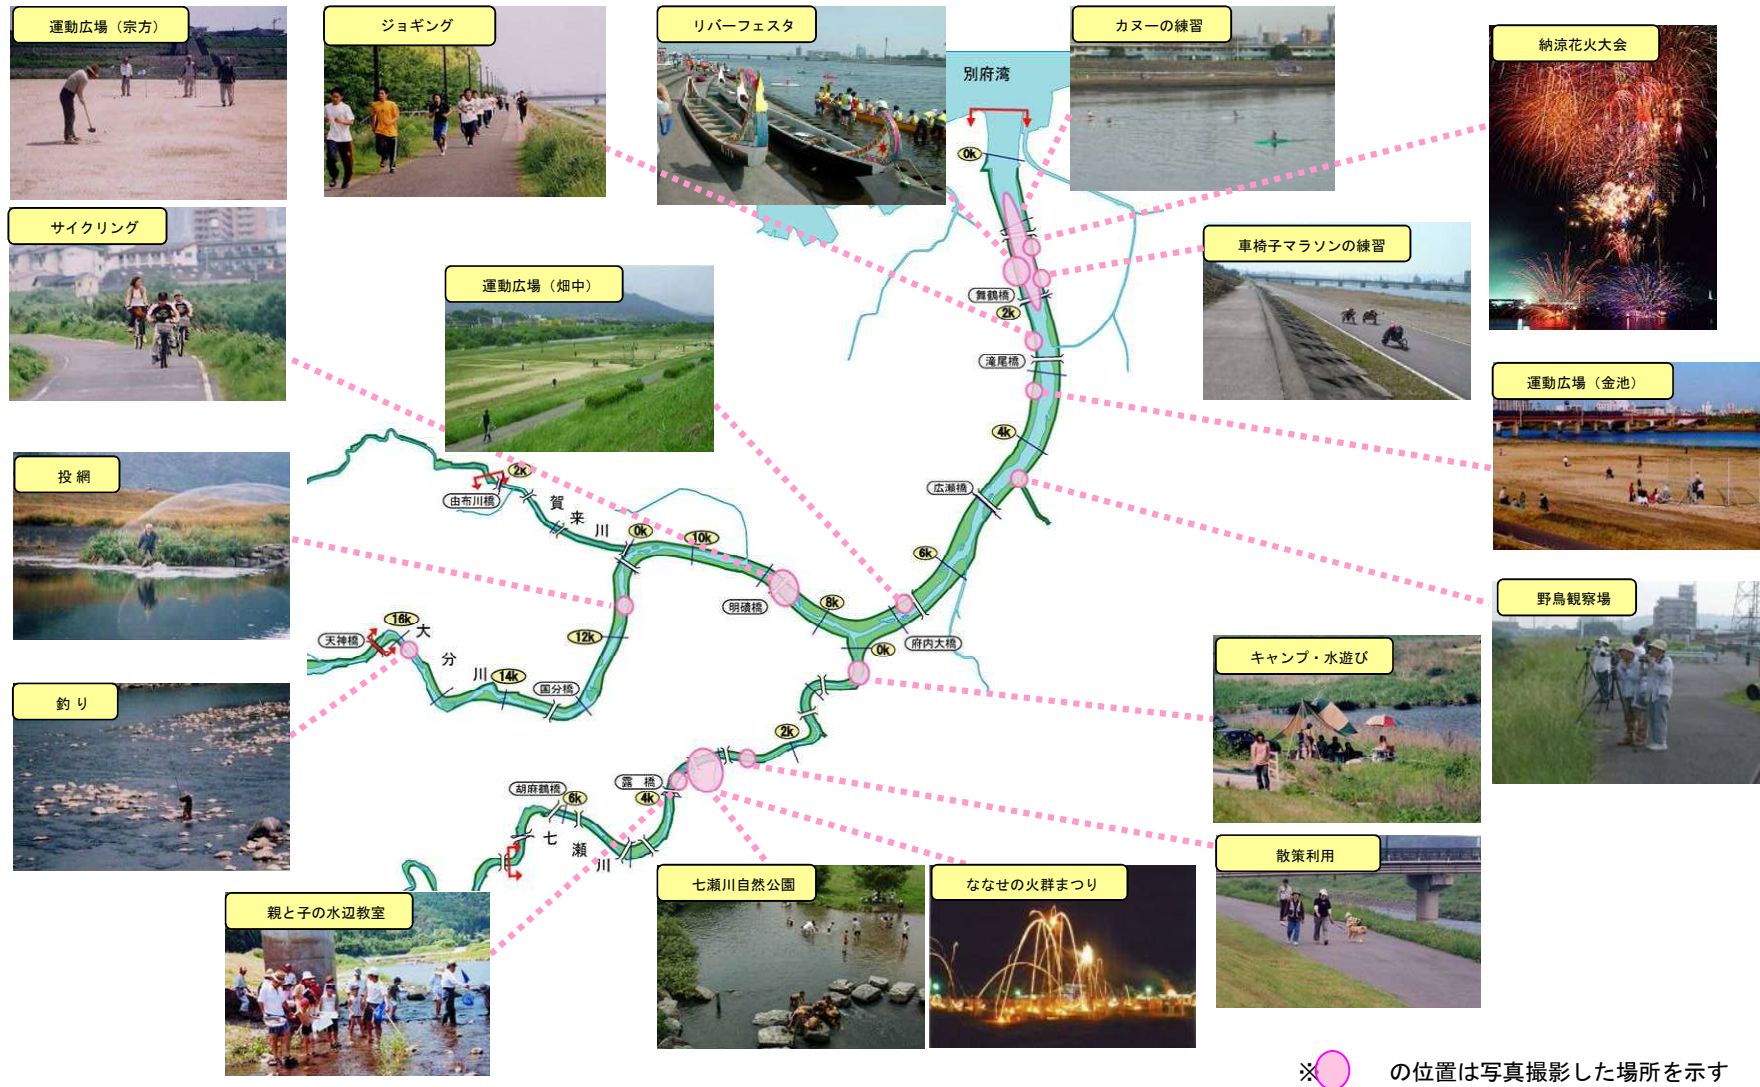 運動広場（宗方）
ジョギング
リバーフェスタ
カヌーの練習
納涼花火大会
別府湾
0k
サイクリング
車椅子マラソンの練習
運動広場（畑中）
舞鶴橋
2k
滝尾橋
運動広場（金池）
4k
投網
2k
由布川橋
賀来川
広瀬橋
0k
10k
6k
明磧橋
8k
野鳥観察場
16k
大分川
天神橋
12k
府内大橋
0k
キャンプ・水遊び
14k
国分橋
釣り
2k
胡麻鶴橋
6k
露橋
4k
七瀬川
散策利用
七瀬川自然公園
ななせの火群まつり
親と子の水辺教室
※ の位置は写真撮影した場所を示す